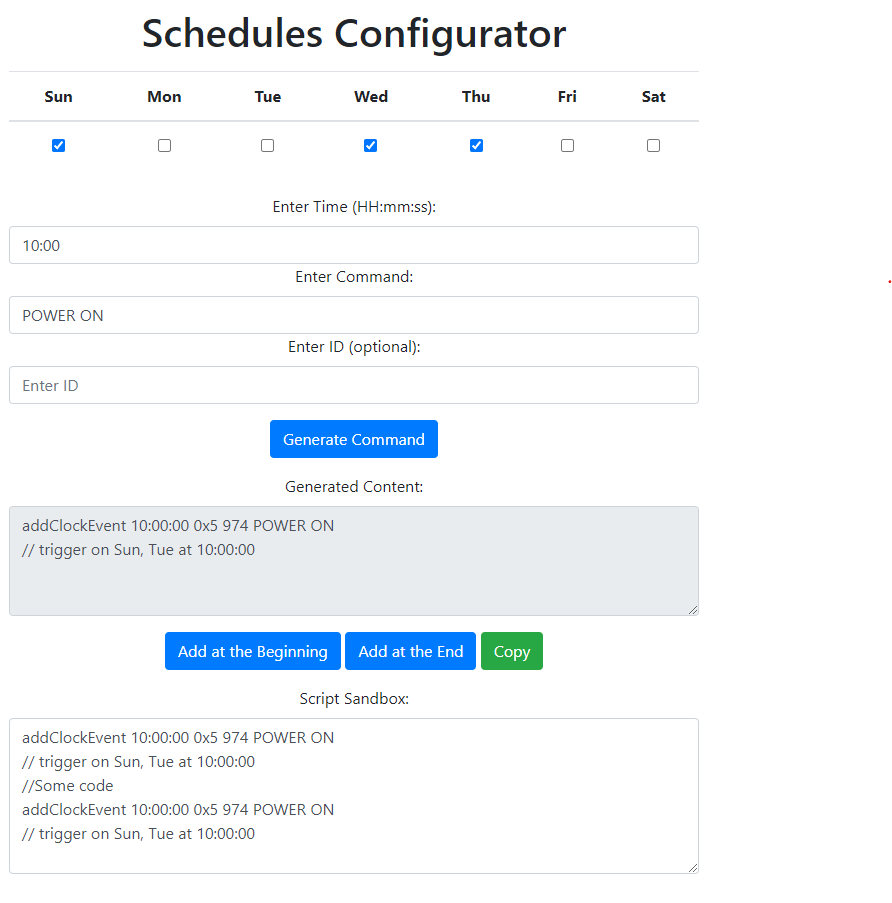 Schedules Configurator
Sun Mon Tue Wed Thu Fri Sat
Enter Time (HH:mm:ss):
10:00
Enter Command:
POWER ON
Enter ID (optional):
Enter ID
Generate Command
Generated Content:
addClockEvent 10:00:00 0x5 974 POWER ON
// trigger on Sun, Tue at 10:00:00
Add at the Beginning Add at the End Copy
Script Sandbox:
addClockEvent 10:00:00 0x5 974 POWER ON
// trigger on Sun, Tue at 10:00:00
//Some code
addClockEvent 10:00:00 0x5 974 POWER ON
// trigger on Sun, Tue at 10:00:00